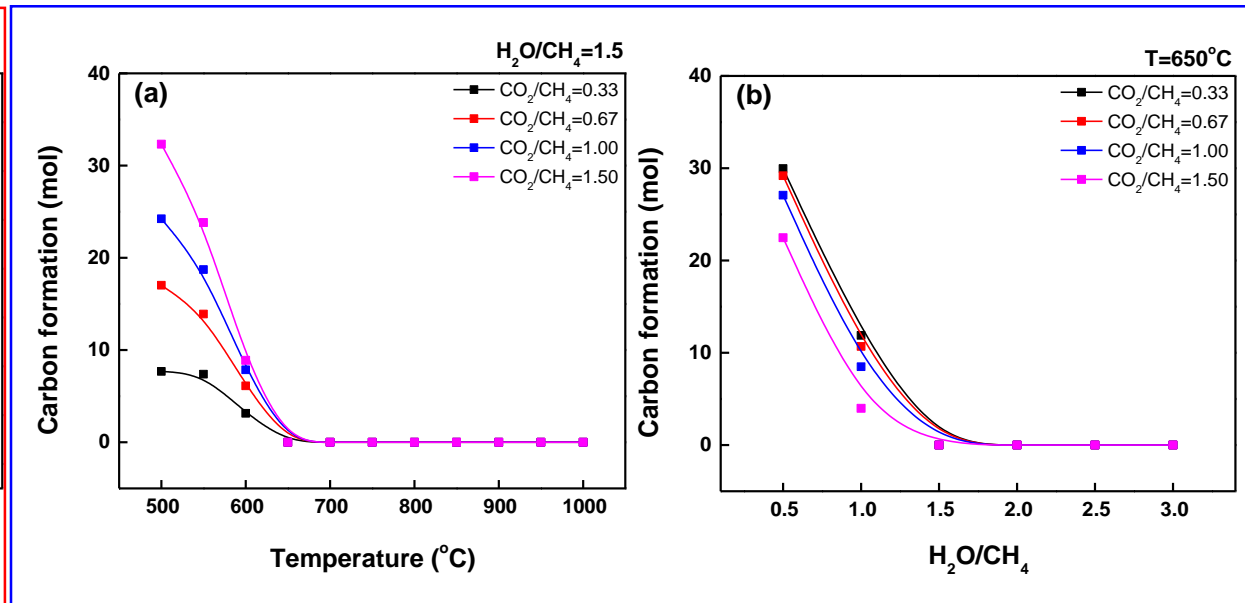 H₂O/CH₄=1.5
(a)
CO₂/CH₄=0.33
CO₂/CH₄=0.67
CO₂/CH₄=1.00
CO₂/CH₄=1.50
40
30
20
10
0
Carbon formation (mol)
500
600
700
800
900
1000
Temperature (°C)
T=650°C
(b)
CO₂/CH₄=0.33
CO₂/CH₄=0.67
CO₂/CH₄=1.00
CO₂/CH₄=1.50
40
30
20
10
0
Carbon formation (mol)
0.5
1.0
1.5
2.0
2.5
3.0
H₂O/CH₄